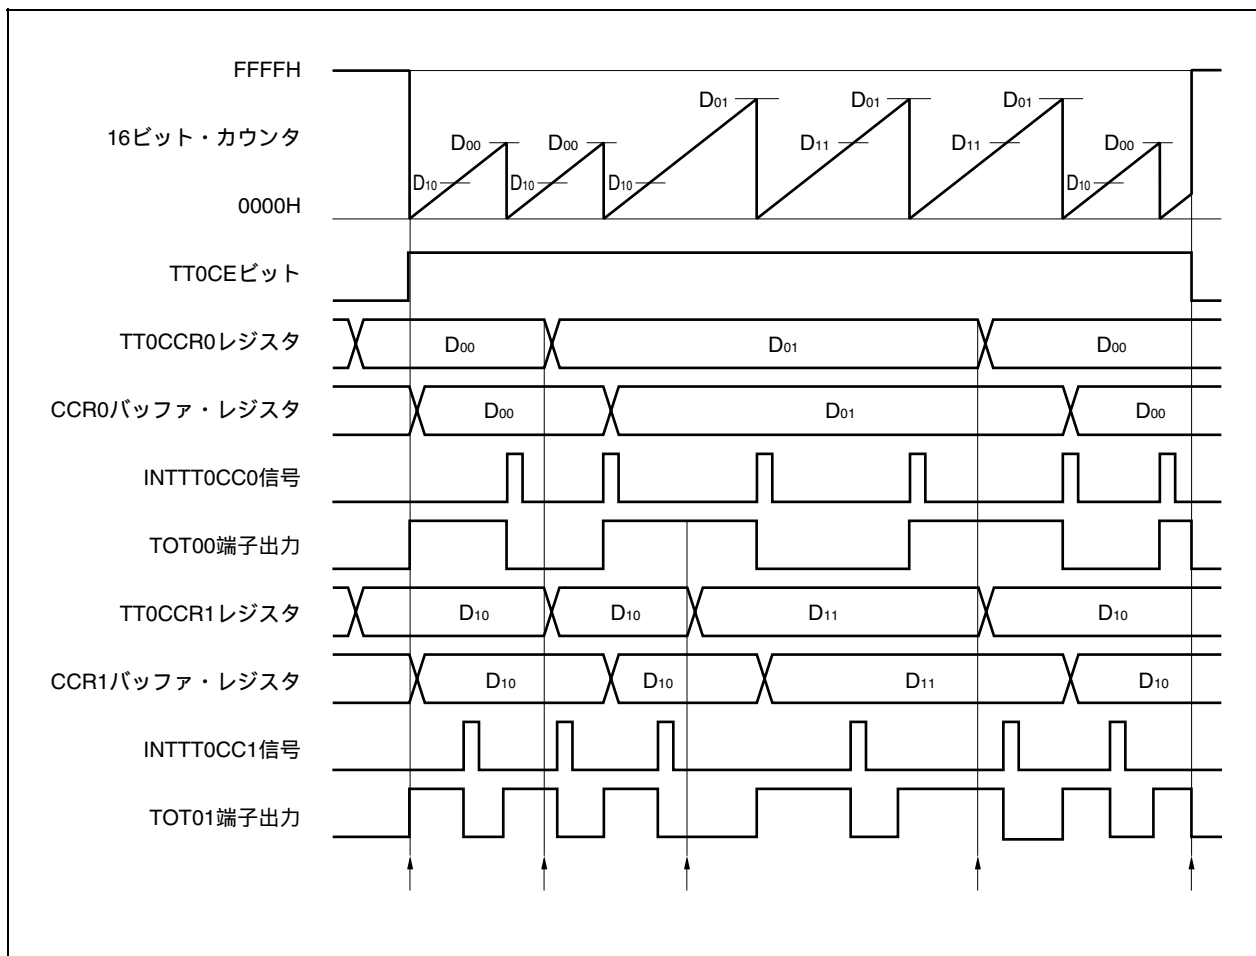 FFFFH
D01 D01 D01
16ビット・カウンタ
D00 D00 D11 D11 D00
D10 D10 D10 D10
0000H
TT0CEビット
TT0CCR0レジスタ D00 D01 D00
CCR0バッファ・レジスタ D00 D01 D00
INTTT0CC0信号
TOT00端子出力
TT0CCR1レジスタ D10 D10 D11 D10
CCR1バッファ・レジスタ D10 D10 D11 D10
INTTT0CC1信号
TOT01端子出力